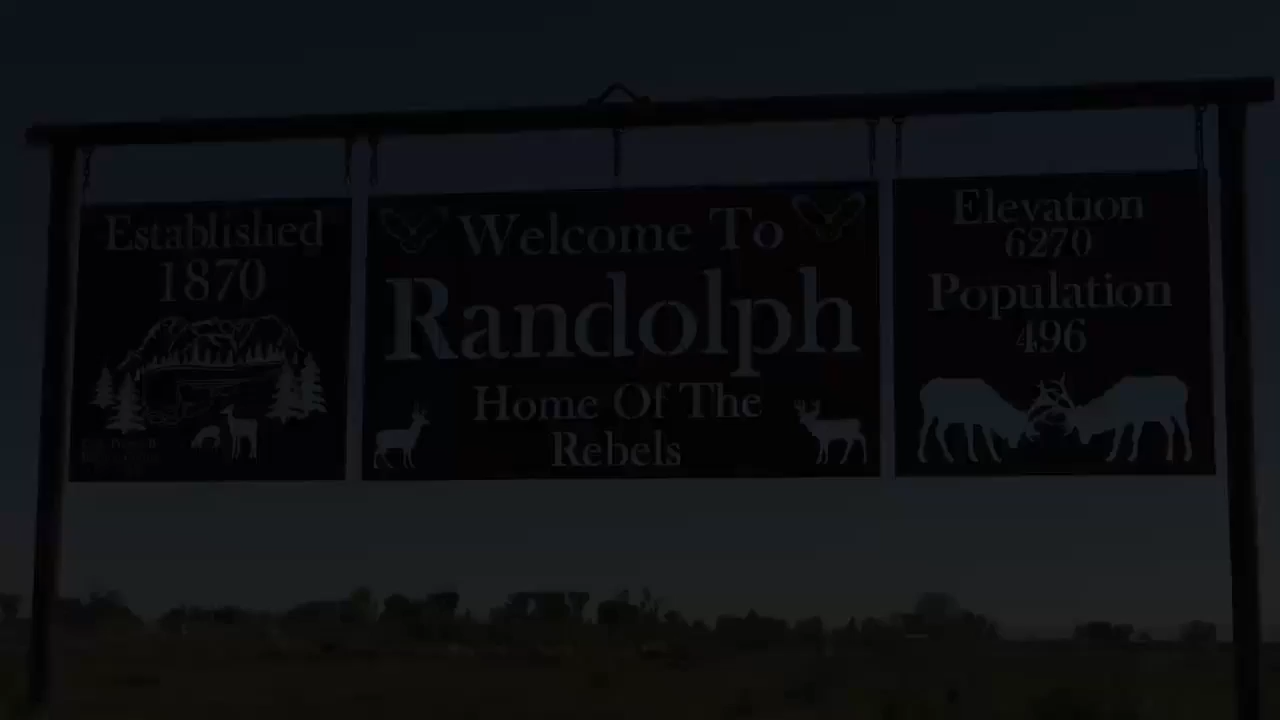 Established
1870
Welcome To
Randolph
Home Of The
Rebels
Elevation
6270
Population
496